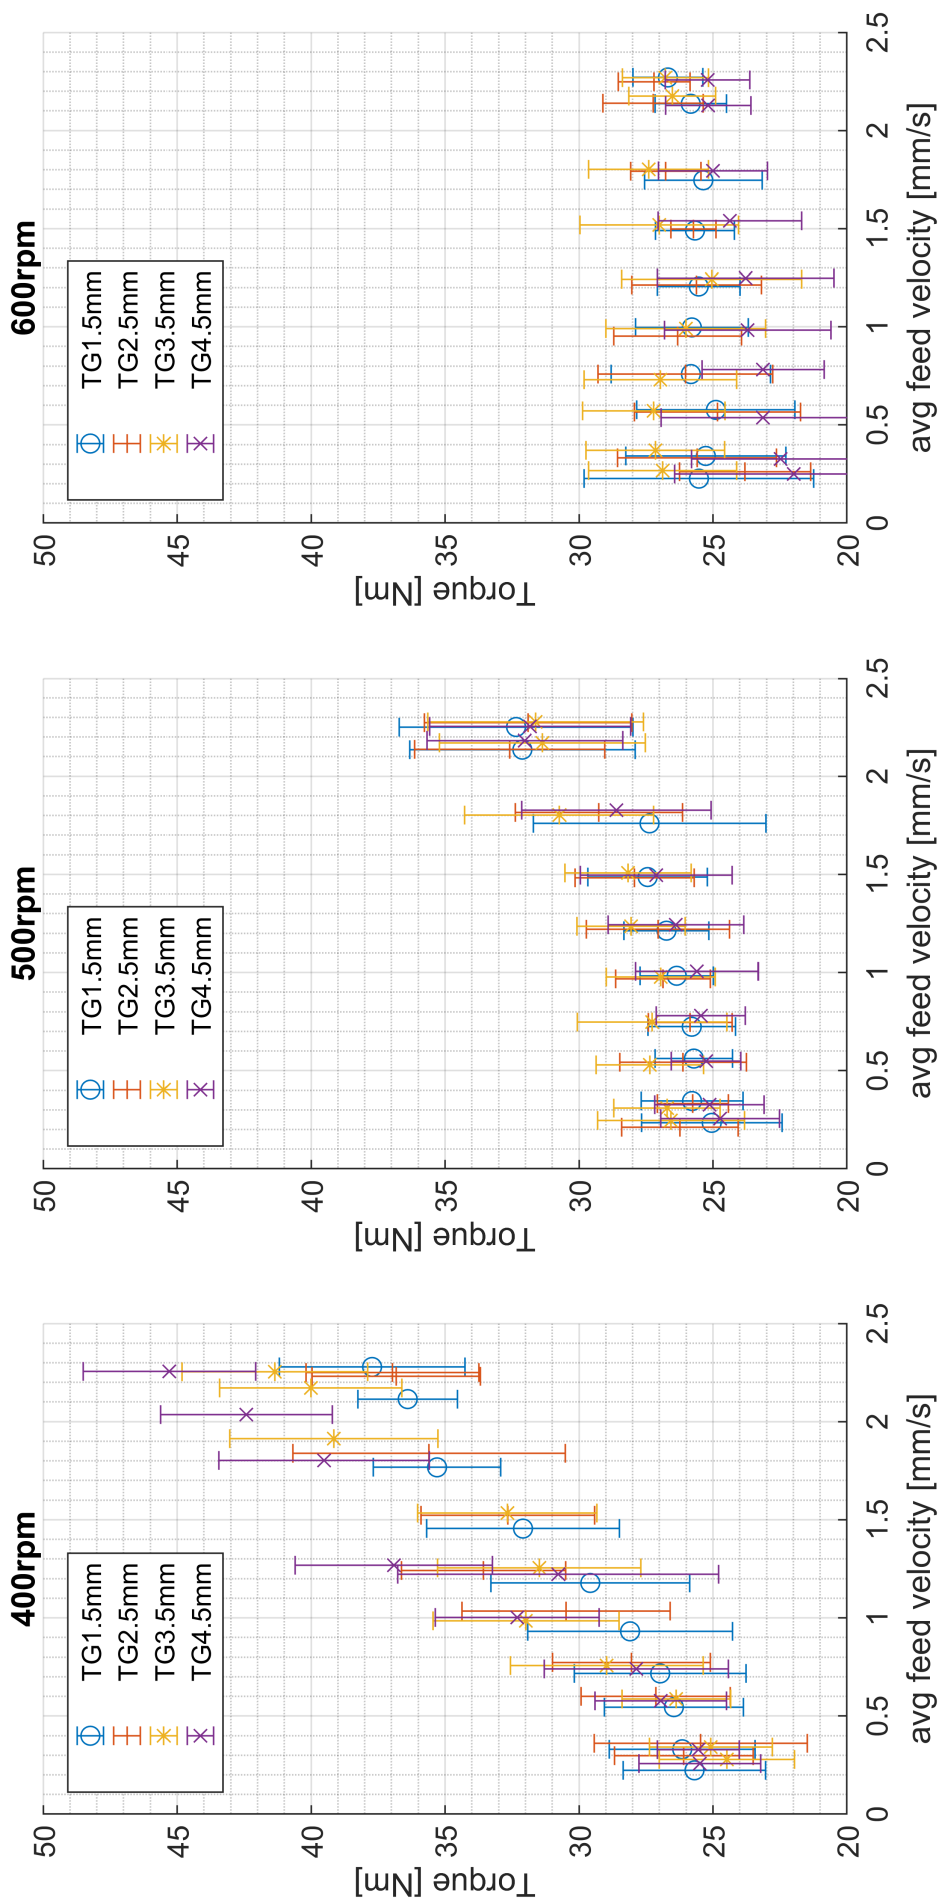 400rpm
TG1.5mm
TG2.5mm
TG3.5mm
TG4.5mm
50
45
40
35
30
25
20
Torque [Nm]
0
0.5
1
1.5
2
2.5
avg feed velocity [mm/s]
500rpm
TG1.5mm
TG2.5mm
TG3.5mm
TG4.5mm
50
45
40
35
30
25
20
Torque [Nm]
0
0.5
1
1.5
2
2.5
avg feed velocity [mm/s]
600rpm
TG1.5mm
TG2.5mm
TG3.5mm
TG4.5mm
50
45
40
35
30
25
20
Torque [Nm]
0
0.5
1
1.5
2
2.5
avg feed velocity [mm/s]